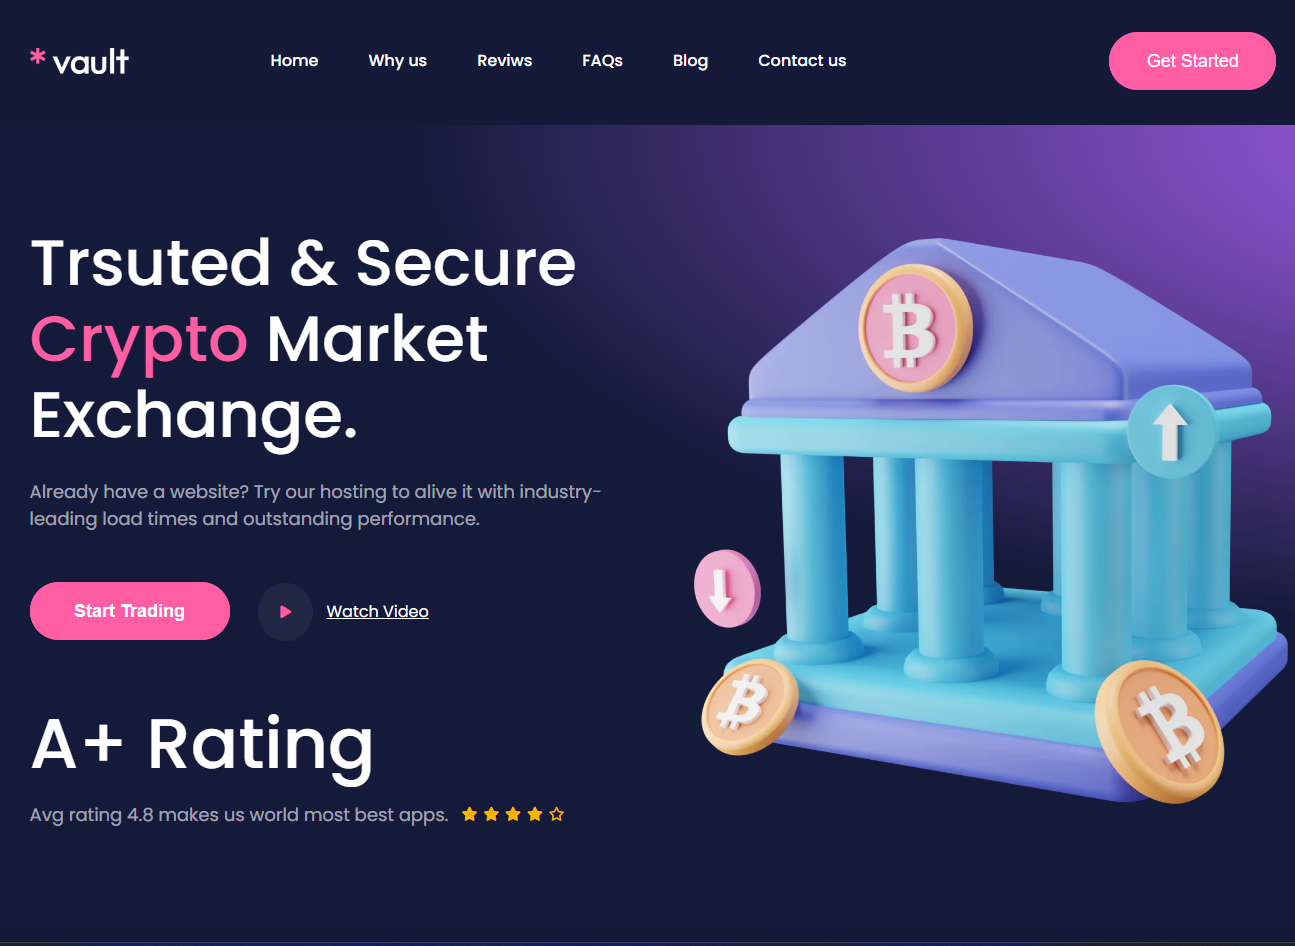 * vault
Home Why us Reviws FAQs Blog Contact us
Get Started
Trsuted & Secure
Crypto Market
Exchange.
Already have a website? Try our hosting to alive it with industry-
leading load times and outstanding performance.
Start Trading
Watch Video
A+ Rating
Avg rating 4.8 makes us world most best apps.